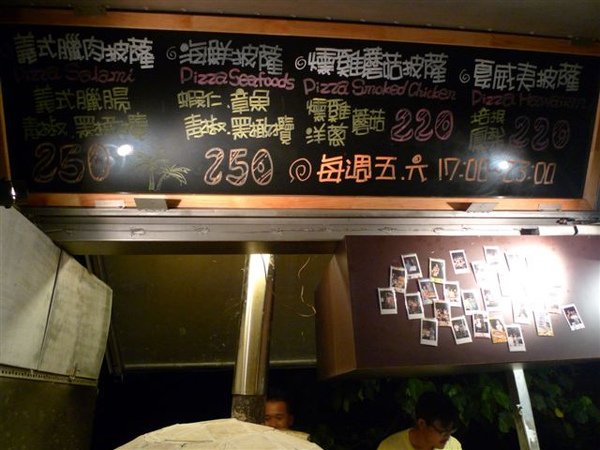 義式臘肉披薩
Pizza Salami
義式臘腸
青椒.黑橄欖
250
海鮮披薩
Pizza Seafoods
蝦仁.章魚
青椒.黑橄欖
250
燻雞蘑菇披薩
Pizza Smoked Chicken
燻雞 蘑菇
洋蔥
220
夏威夷披薩
Pizza Hawaiian
培根
鳳梨
220
每週五.六 17:00-23:00